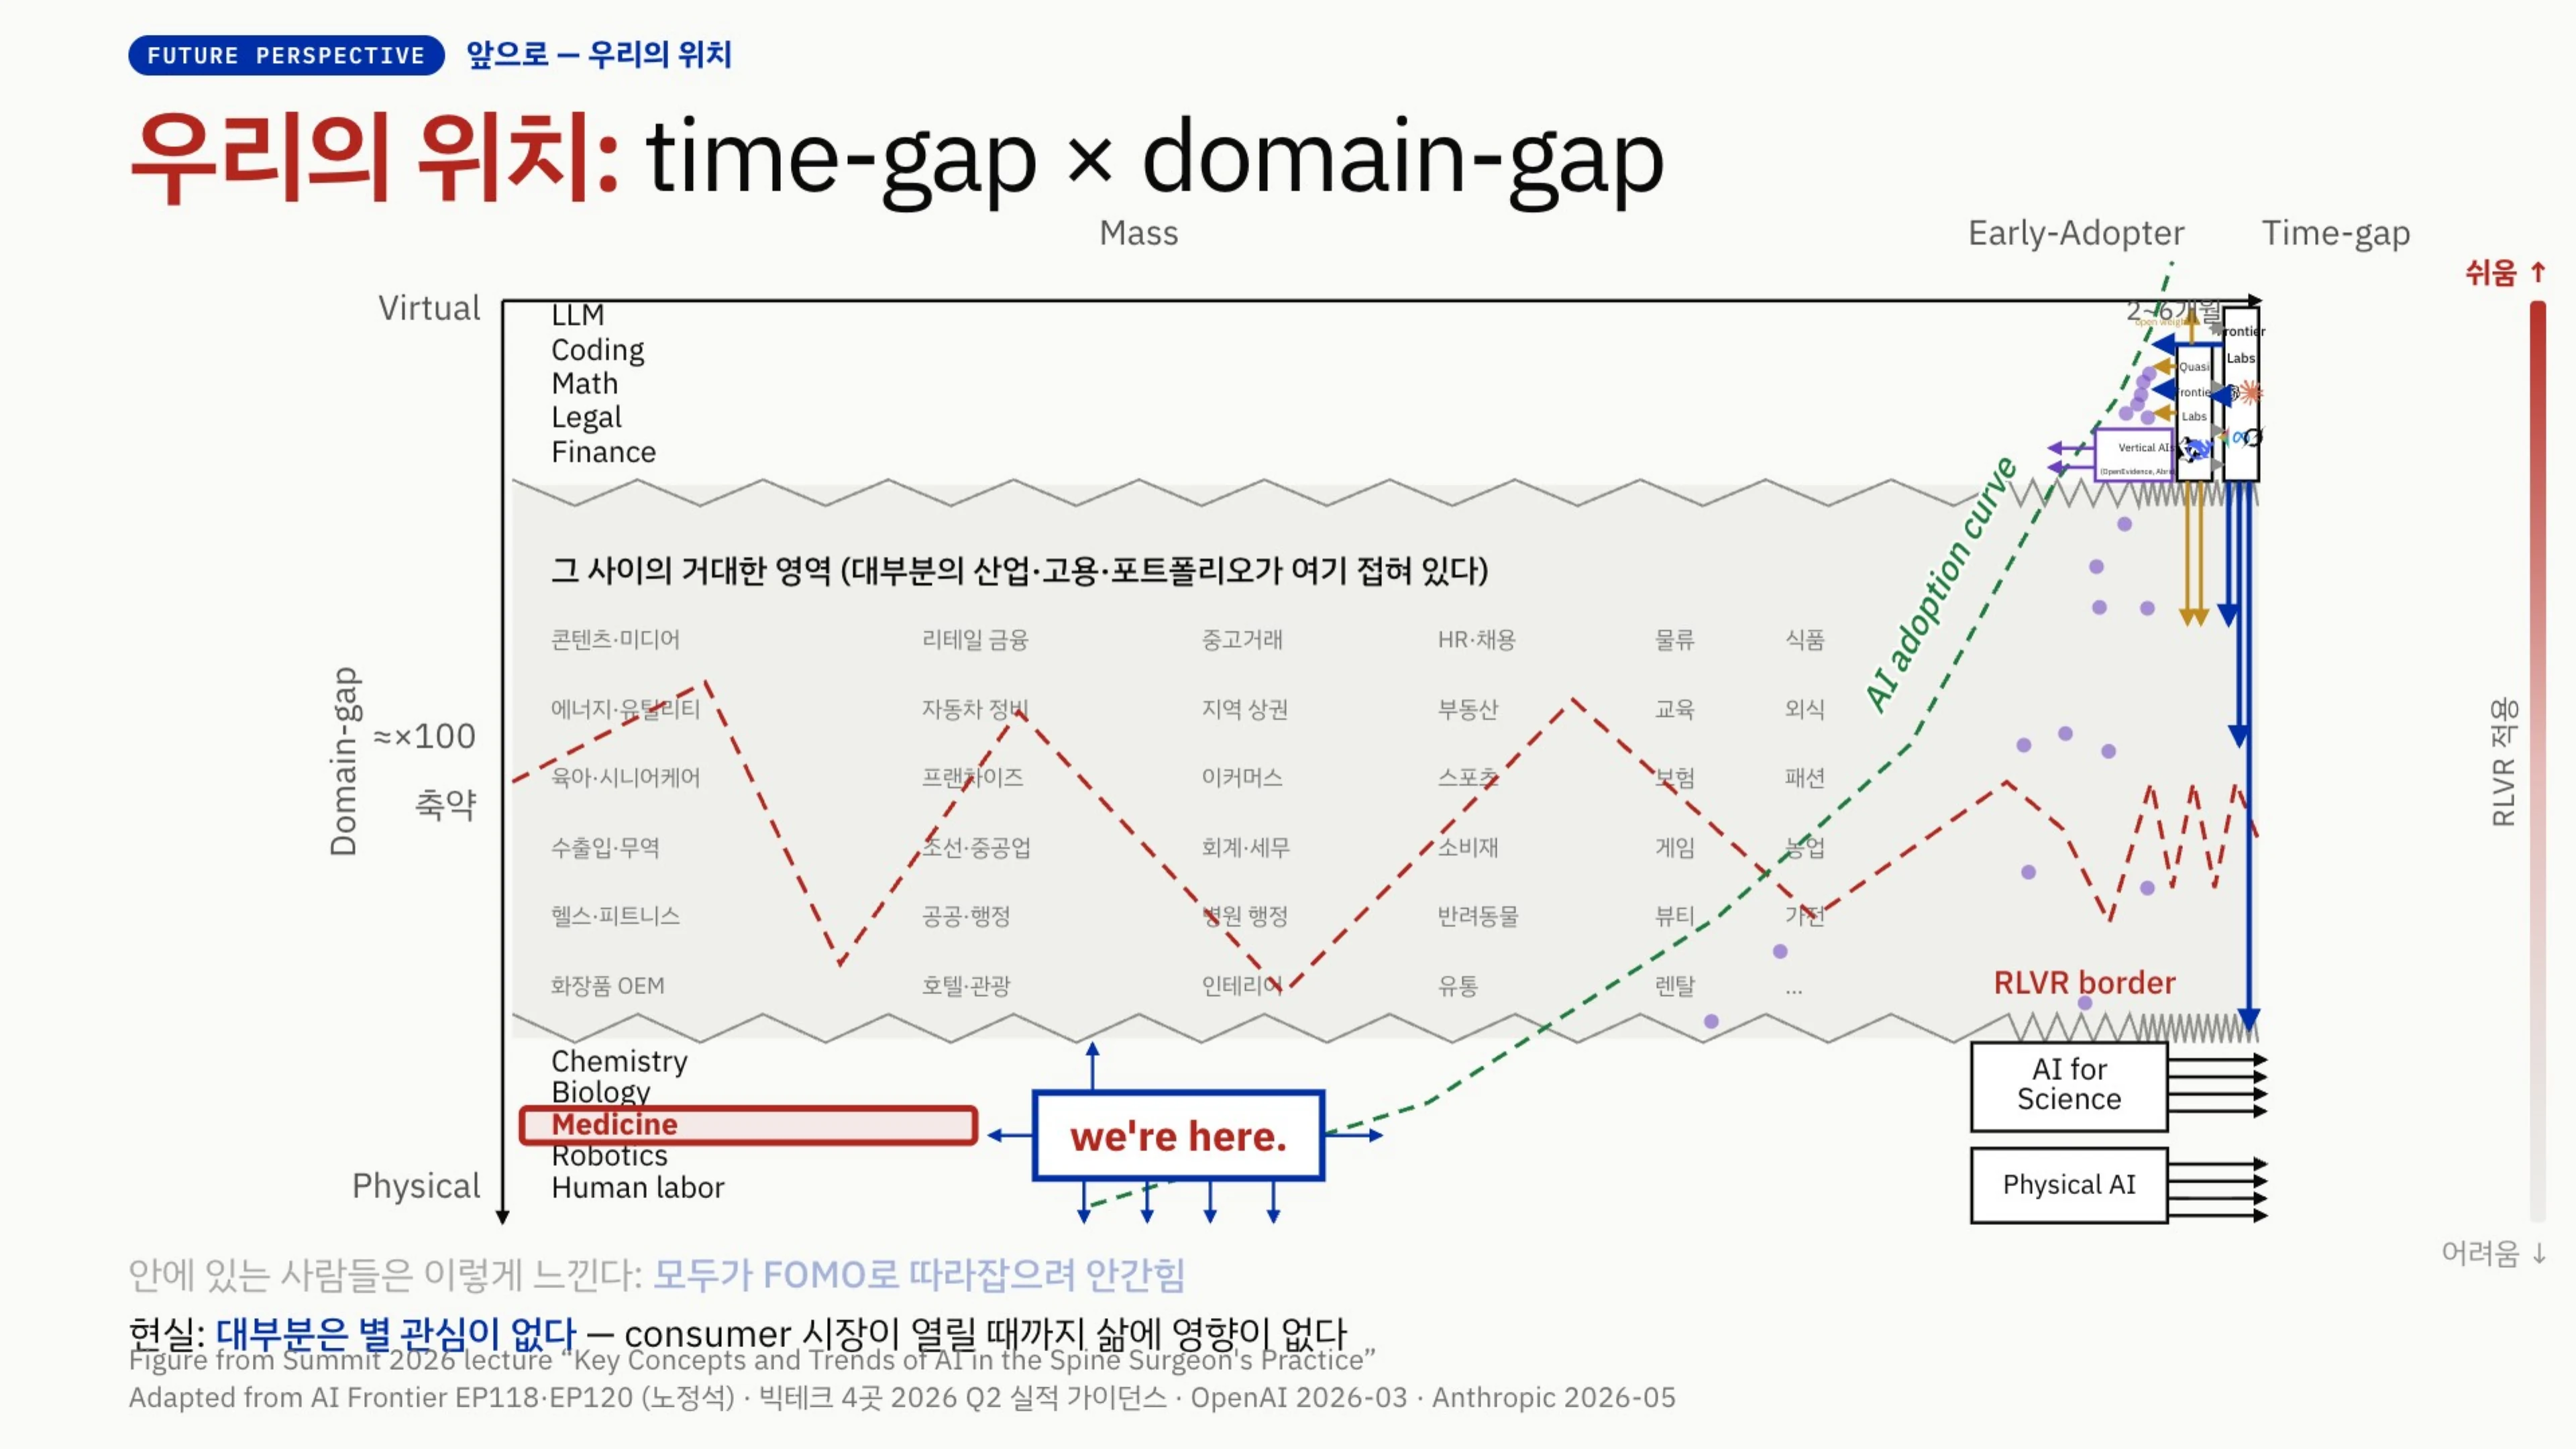 FUTURE PERSPECTIVE 앞으로 — 우리의 위치
우리의 위치: time-gap × domain-gap
Mass
Early-Adopter
Time-gap
쉬움 ↑
Virtual
LLM
Coding
Math
Legal
Finance
2~6개월
open weigh
rontier
Labs
Quasi
Frontie
Labs
Vertical AIs
(OpenEvidence, Abri
AI adoption curve
그 사이의 거대한 영역 (대부분의 산업·고용·포트폴리오가 여기 접혀 있다)
콘텐츠·미디어 리테일 금융 중고거래 HR·채용 물류 식품
에너지·유틸리티 자동차 정비 지역 상권 부동산 교육 외식
육아·시니어케어 프랜차이즈 이커머스 스포츠 보험 패션
수출입·무역 조선·중공업 회계·세무 소비재 게임 농업
헬스·피트니스 공공·행정 병원 행정 반려동물 뷰티 가전
화장품 OEM 호텔·관광 인테리어 유통 렌탈 ...
Domain-gap
≈×100
축약
RLVR 적용
RLVR border
Chemistry
Biology
Medicine
Robotics
Human labor
Physical
we're here.
AI for
Science
Physical AI
어려움 ↓
안에 있는 사람들은 이렇게 느낀다: 모두가 FOMO로 따라잡으려 안간힘
현실: 대부분은 별 관심이 없다 — consumer 시장이 열릴 때까지 삶에 영향이 없다
Figure from Summit 2026 lecture “Key Concepts and Trends of AI in the Spine Surgeon's Practice”
Adapted from AI Frontier EP118·EP120 (노정석) · 빅테크 4곳 2026 Q2 실적 가이던스 · OpenAI 2026-03 · Anthropic 2026-05